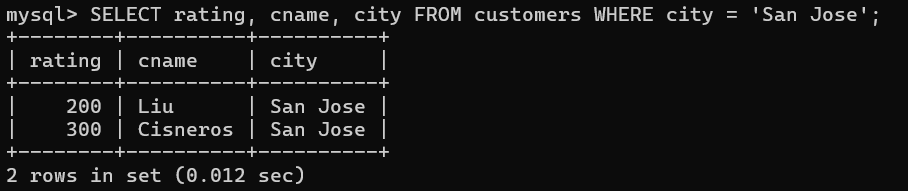 mysql> SELECT rating, cname, city FROM customers WHERE city = 'San Jose';
+--------+----------+----------+
| rating | cname    | city     |
+--------+----------+----------+
|    200 | Liu      | San Jose |
|    300 | Cisneros | San Jose |
+--------+----------+----------+
2 rows in set (0.012 sec)